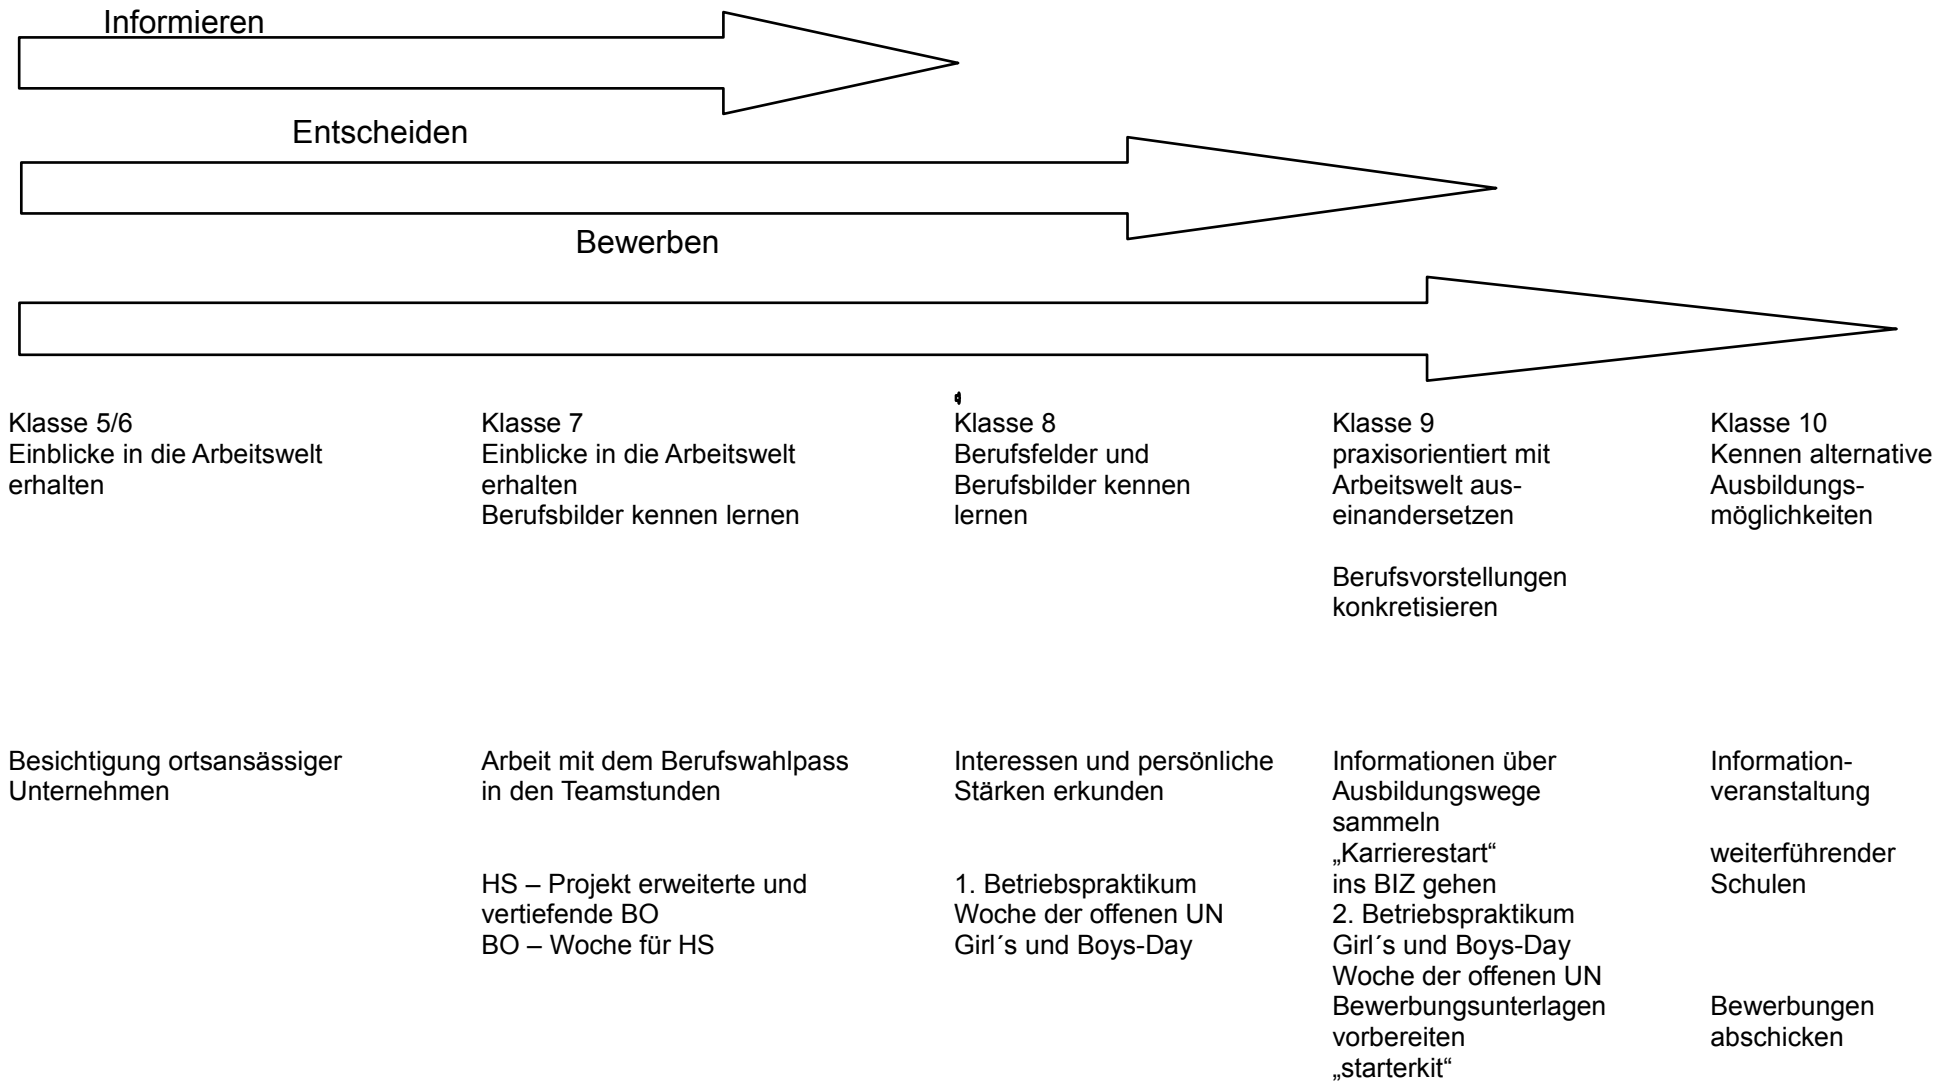 Informieren
Entscheiden
Bewerben
Klasse 5/6
Einblicke in die Arbeitswelt
erhalten
Klasse 7
Einblicke in die Arbeitswelt
erhalten
Berufsbilder kennen lernen
Klasse 8
Berufsfelder und
Berufsbilder kennen
lernen
Klasse 9
praxisorientiert mit
Arbeitswelt aus-
einandersetzen
Berufsvorstellungen
konkretisieren
Klasse 10
Kennen alternative
Ausbildungs-
möglichkeiten
Besichtigung ortsansässiger
Unternehmen
Arbeit mit dem Berufswahlpass
in den Teamstunden
HS – Projekt erweiterte und
vertiefende BO
BO – Woche für HS
Interessen und persönliche
Stärken erkunden
1. Betriebspraktikum
Woche der offenen UN
Girl´s und Boys-Day
Informationen über
Ausbildungswege
sammeln
„Karrierestart“
ins BIZ gehen
2. Betriebspraktikum
Girl´s und Boys-Day
Woche der offenen UN
Bewerbungsunterlagen
vorbereiten
„starterkit“
Information-
veranstaltung
weiterführender
Schulen
Bewerbungen
abschicken